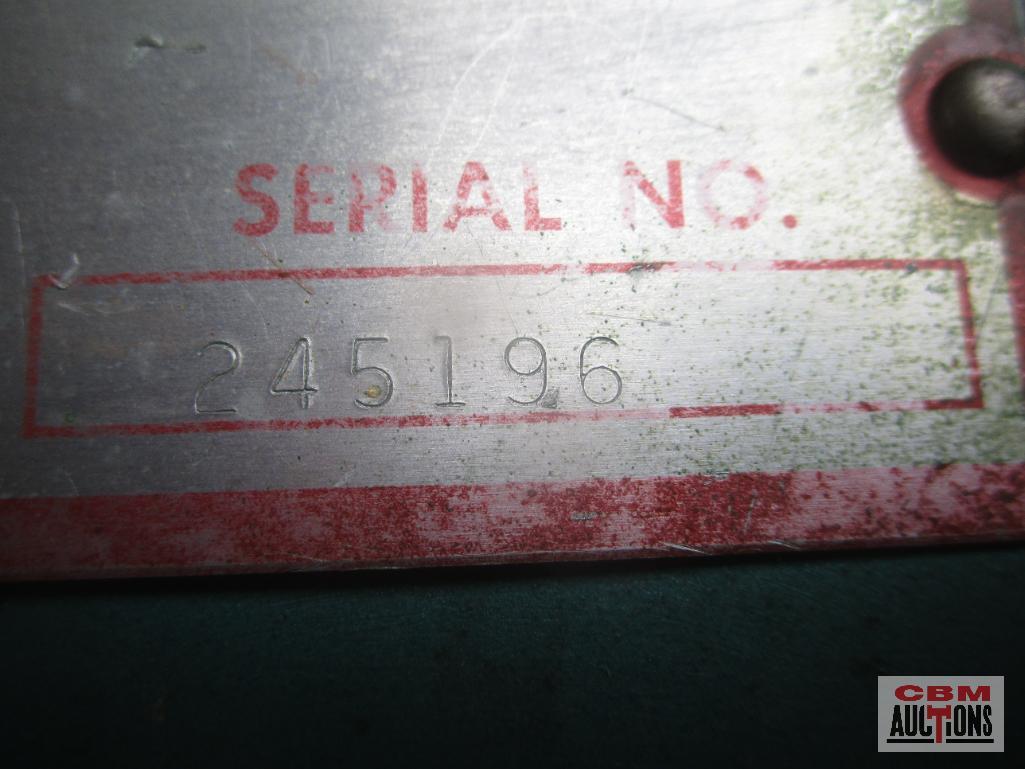 SERIAL NO.
245196
CBM
AUCTIONS